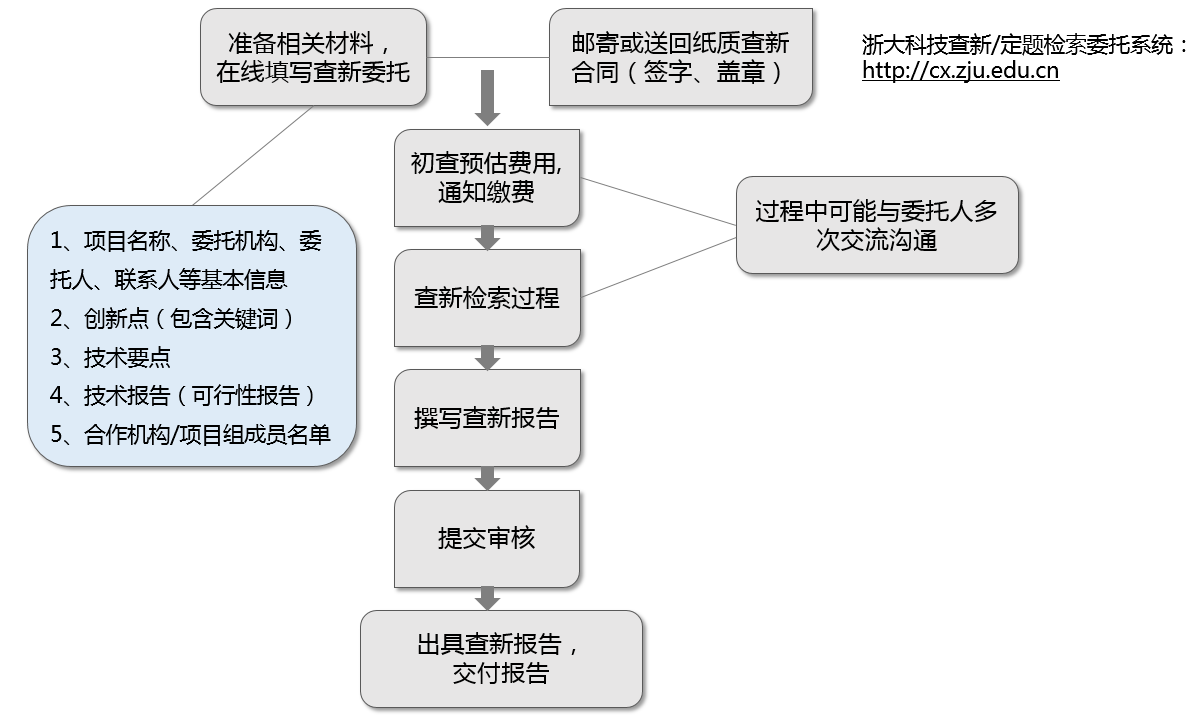 准备相关材料，
在线填写查新委托
邮寄或送回纸质查新
合同（签字、盖章）
浙大科技查新/定题检索委托系统：
http://cx.zju.edu.cn
初查预估费用,
通知缴费
过程中可能与委托人多
次交流沟通
1、项目名称、委托机构、委
托人、联系人等基本信息
2、创新点（包含关键词）
3、技术要点
4、技术报告（可行性报告）
5、合作机构/项目组成员名单
查新检索过程
撰写查新报告
提交审核
出具查新报告，
交付报告